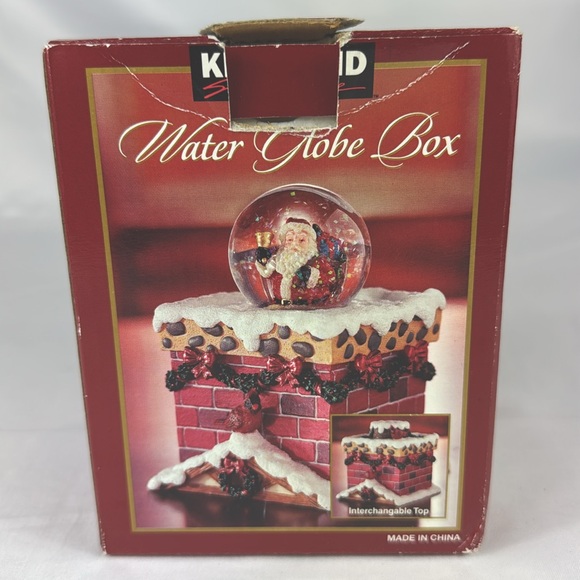 Water Globe Box
Interchangable Top
MADE IN CHINA